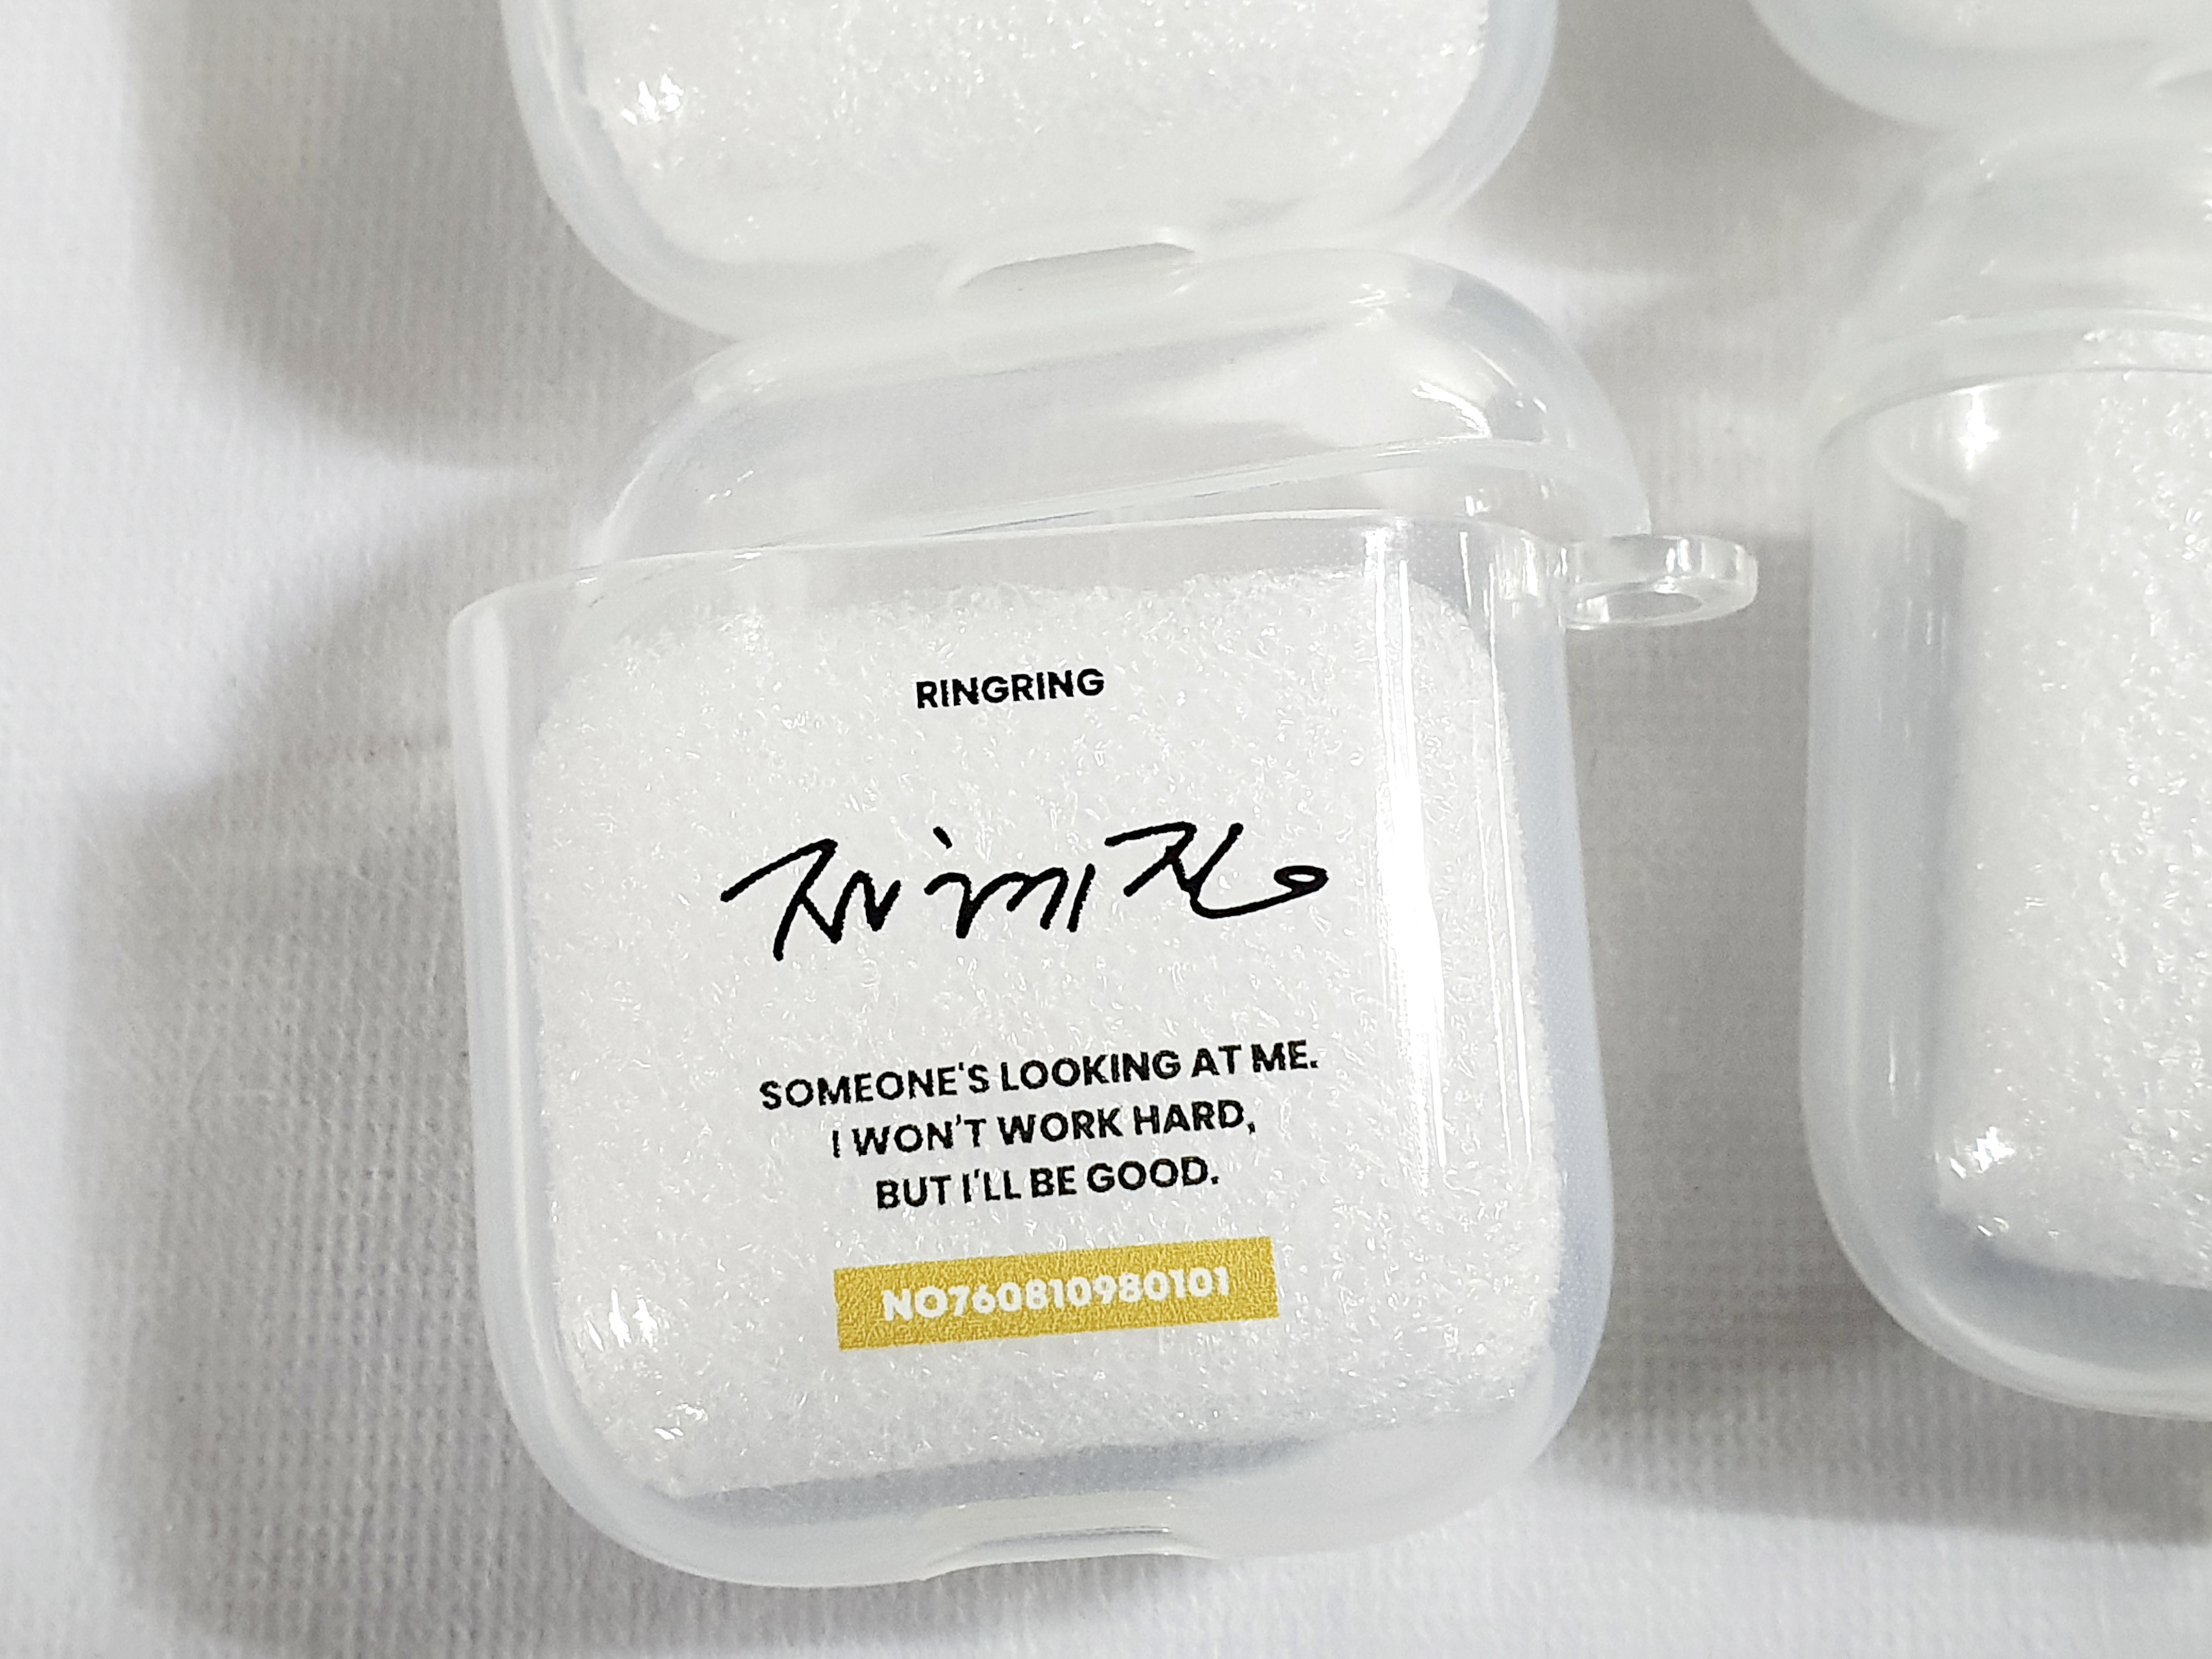 RINGRING
SOMEONE'S LOOKING AT ME.
I WON'T WORK HARD,
BUT I'LL BE GOOD.
NO760810980101